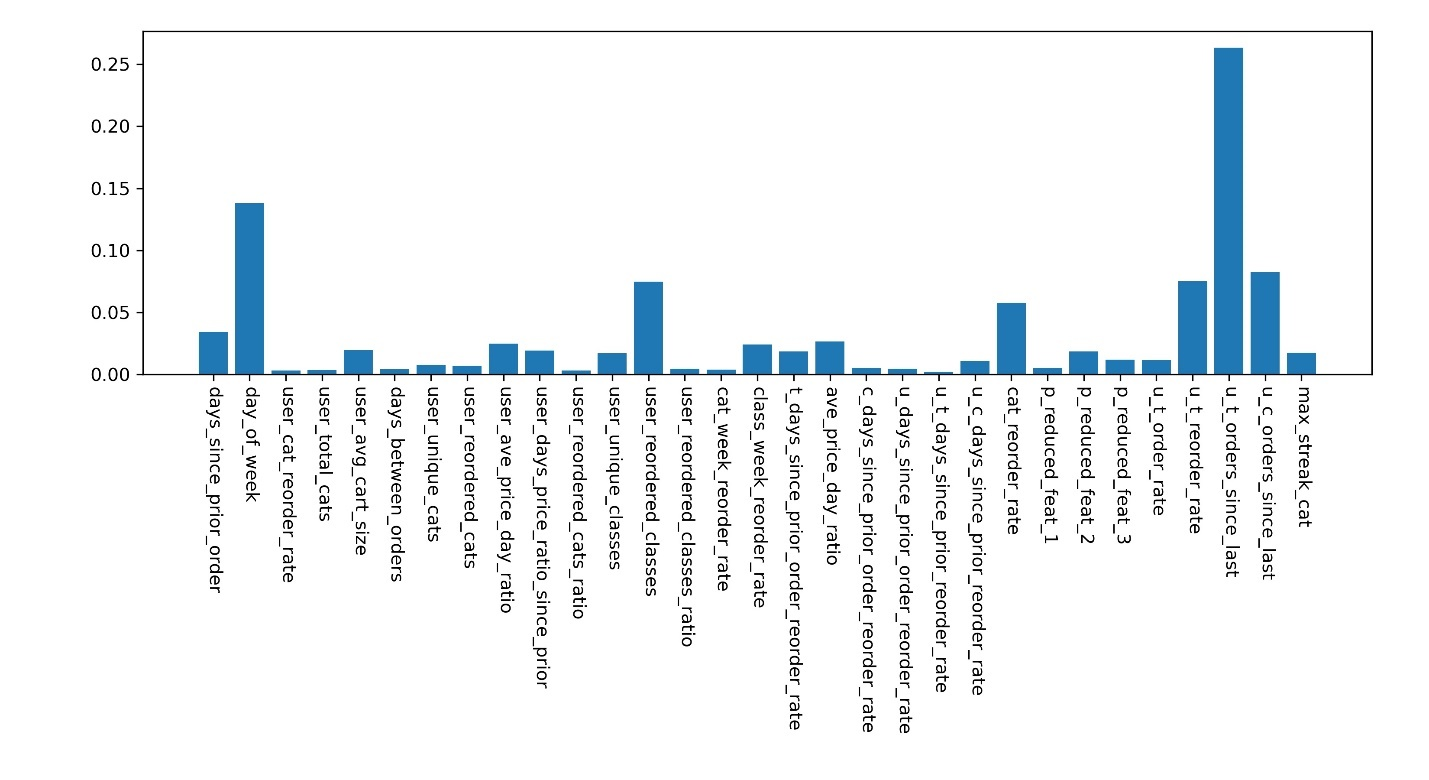 0.25
0.20
0.15
0.10
0.05
0.00
days_since_prior_order
day_of_week
user_cat_reorder_rate
user_total_cats
user_avg_cart_size
days_between_orders
user_unique_cats
user_reordered_cats
user_ave_price_day_ratio
user_days_price_ratio_since_prior
user_reordered_cats_ratio
user_unique_classes
user_reordered_classes
user_reordered_classes_ratio
cat_week_reorder_rate
class_week_reorder_rate
t_days_since_prior_order_reorder_rate
ave_price_day_ratio
c_days_since_prior_order_reorder_rate
u_days_since_prior_order_reorder_rate
u_t_days_since_prior_reorder_rate
u_c_days_since_prior_reorder_rate
cat_reorder_rate
p_reduced_feat_1
p_reduced_feat_2
p_reduced_feat_3
u_t_order_rate
u_t_reorder_rate
u_t_orders_since_last
u_c_orders_since_last
max_streak_cat